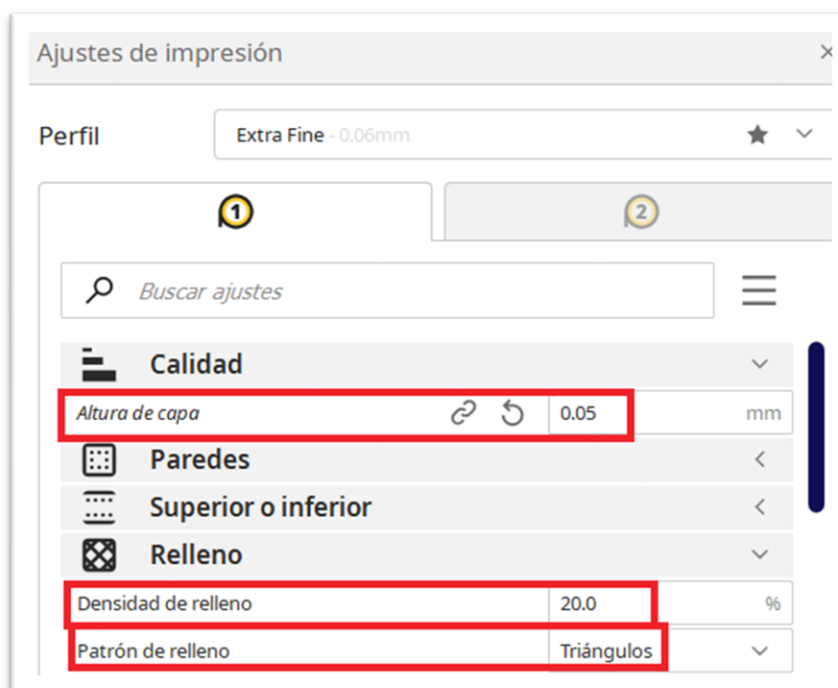 Ajustes de impresión ×
Perfil Extra Fine - 0.06mm
1 2
Buscar ajustes
Calidad
Altura de capa 0.05 mm
Paredes
Superior o inferior
Relleno
Densidad de relleno 20.0 %
Patrón de relleno Triángulos